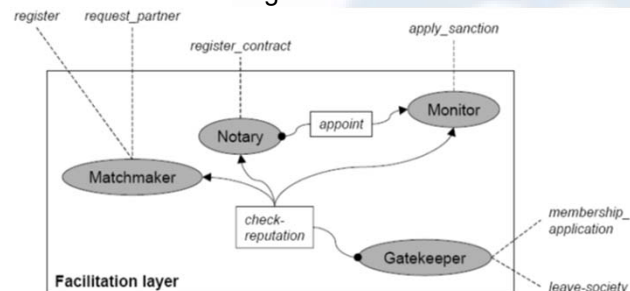 register
request_partner
apply_sanction
register_contract
Monitor
appoint
Notary
Matchmaker
check-
reputation
membership_
application
Gatekeeper
Facilitation layer
leave-society